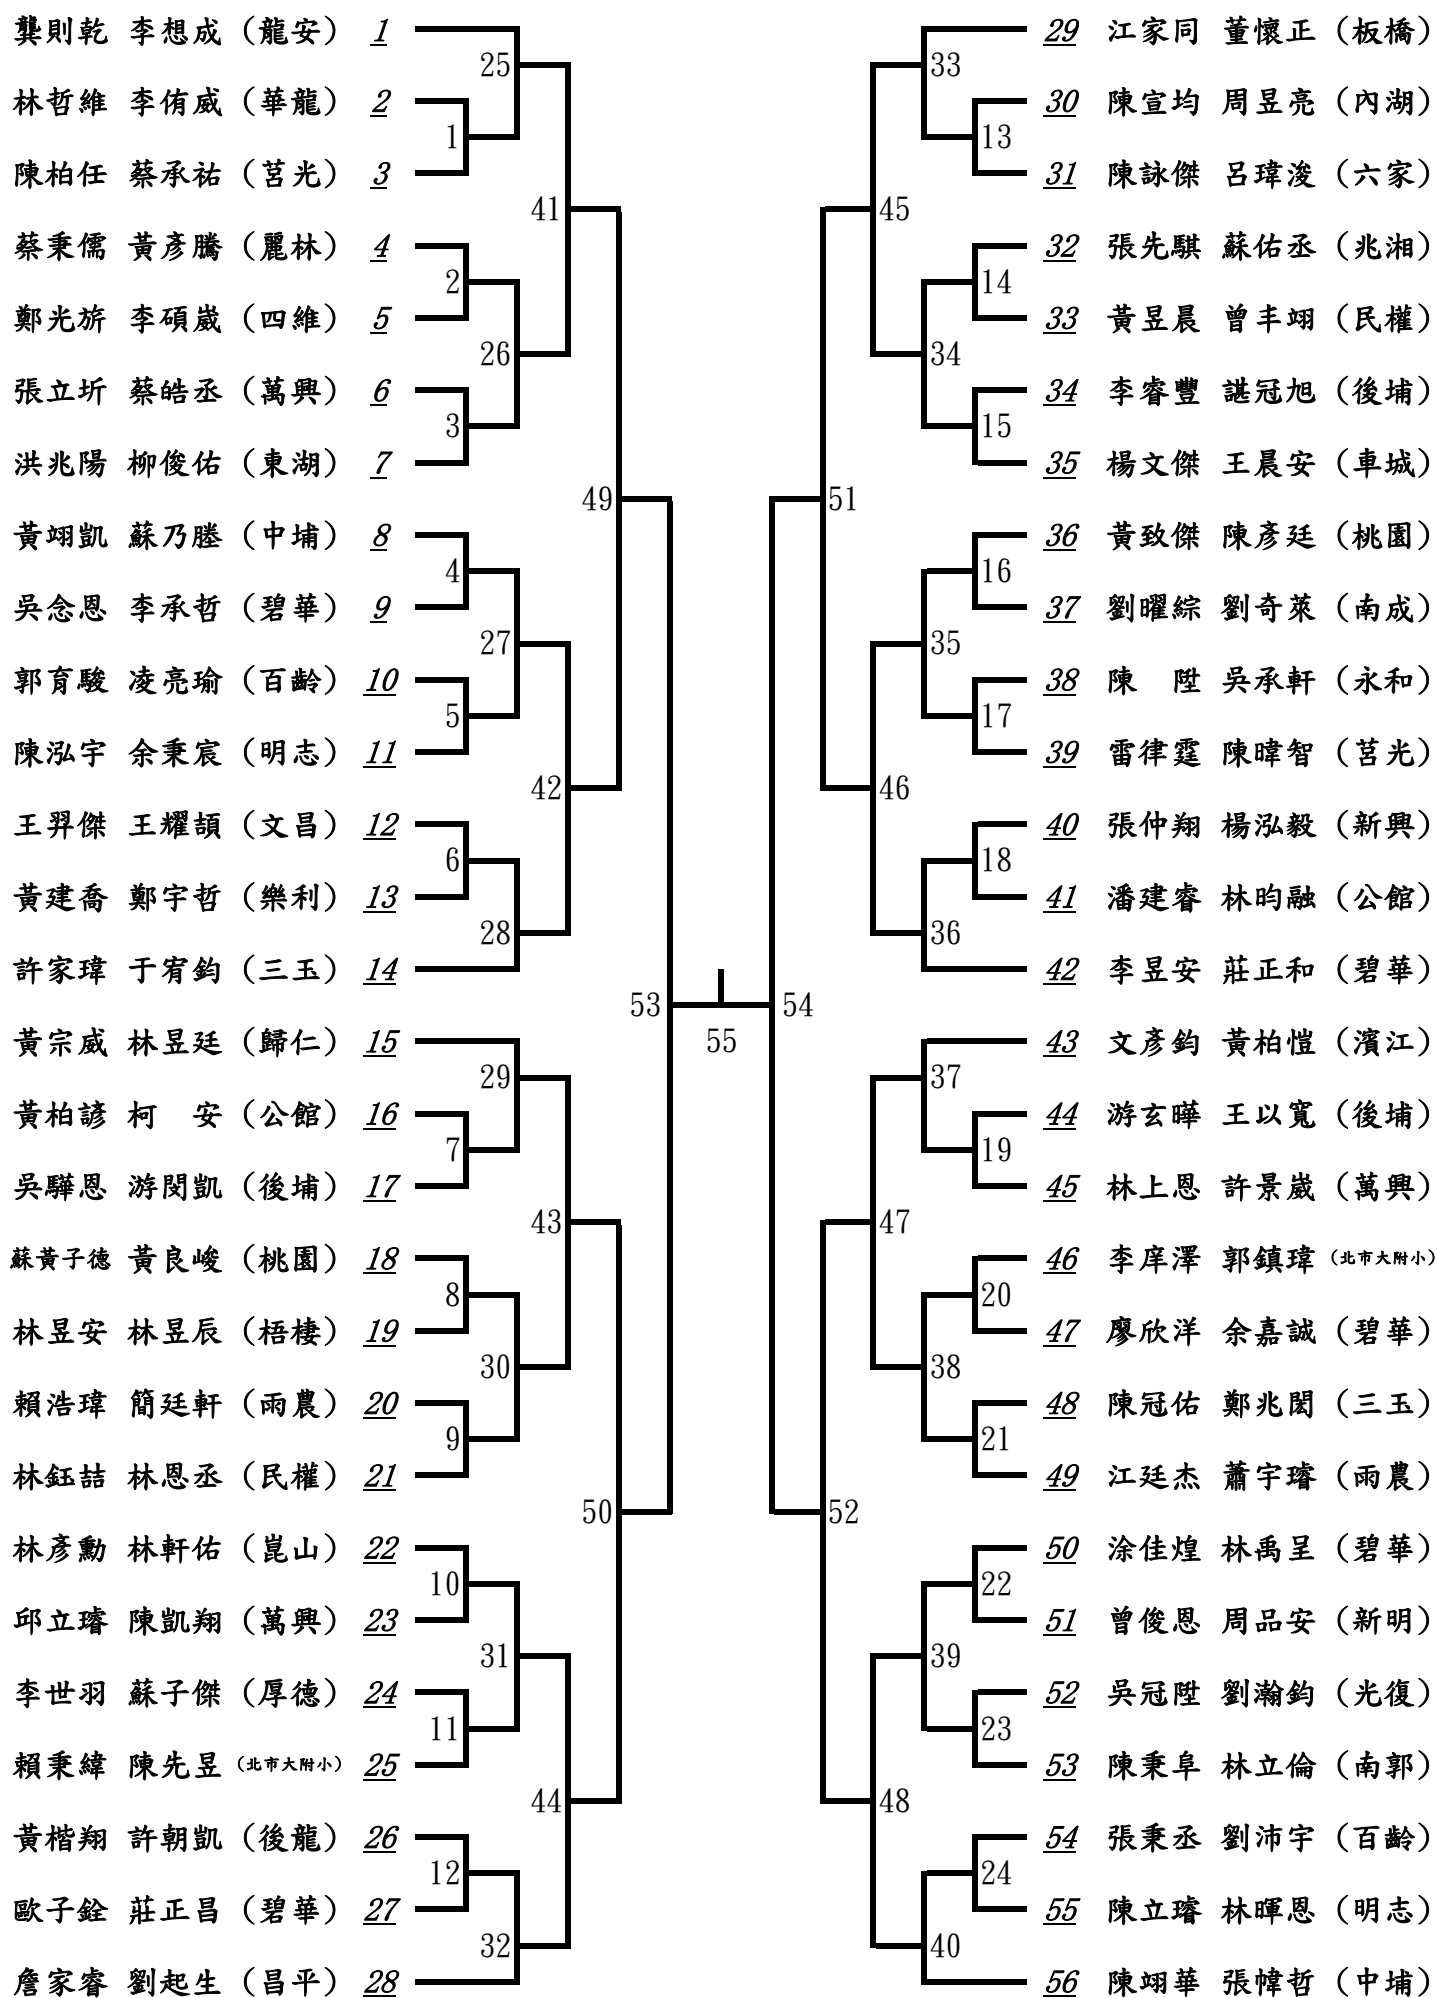 龔則乾 李想成（龍安） 1
25
林哲維 李侑威（華龍） 2
1
陳柏任 蔡承祐（莒光） 3
41
蔡秉儒 黃彥騰（麗林） 4
2
鄭光旂 李碩崴（四維） 5
26
張立圻 蔡皓丞（萬興） 6
3
洪兆陽 柳俊佑（東湖） 7
49
黃翊凱 蘇乃塍（中埔） 8
4
吳念恩 李承哲（碧華） 9
27
郭育駿 凌亮瑜（百齡） 10
5
陳泓宇 余秉宸（明志） 11
42
王羿傑 王耀頡（文昌） 12
6
黃建喬 鄭宇哲（樂利） 13
28
許家瑋 于宥鈞（三玉） 14
53
55
黃宗威 林昱廷（歸仁） 15
29
黃柏諺 柯　安（公館） 16
7
吳驊恩 游閔凱（後埔） 17
43
蘇黃子德 黃良峻（桃園） 18
8
林昱安 林昱辰（梧棲） 19
30
賴浩瑋 簡廷軒（雨農） 20
9
林鈺喆 林恩丞（民權） 21
50
林彥勳 林軒佑（崑山） 22
10
邱立璿 陳凱翔（萬興） 23
31
李世羽 蘇子傑（厚德） 24
11
賴秉緯 陳先昱（北市大附小） 25
44
黃楷翔 許朝凱（後龍） 26
12
歐子銓 莊正昌（碧華） 27
32
詹家睿 劉起生（昌平） 28
29 江家同 董懷正（板橋）
33
30 陳宣均 周昱亮（內湖）
13
31 陳詠傑 呂瑋浚（六家）
45
32 張先騏 蘇佑丞（兆湘）
14
33 黃昱晨 曾丰翊（民權）
34
34 李睿豐 諶冠旭（後埔）
15
35 楊文傑 王晨安（車城）
51
36 黃致傑 陳彥廷（桃園）
16
37 劉曜綜 劉奇萊（南成）
35
38 陳　陞 吳承軒（永和）
17
39 雷律霆 陳暐智（莒光）
46
40 張仲翔 楊泓毅（新興）
18
41 潘建睿 林昀融（公館）
36
42 李昱安 莊正和（碧華）
54
43 文彥鈞 黃柏愷（濱江）
37
44 游玄曄 王以寬（後埔）
19
45 林上恩 許景崴（萬興）
47
46 李庠澤 郭鎮瑋（北市大附小）
20
47 廖欣洋 余嘉誠（碧華）
38
48 陳冠佑 鄭兆閎（三玉）
21
49 江廷杰 蕭宇璿（雨農）
52
50 涂佳煌 林禹呈（碧華）
22
51 曾俊恩 周品安（新明）
39
52 吳冠陞 劉瀚鈞（光復）
23
53 陳秉阜 林立倫（南郭）
48
54 張秉丞 劉沛宇（百齡）
24
55 陳立璿 林暉恩（明志）
40
56 陳翊華 張幃哲（中埔）